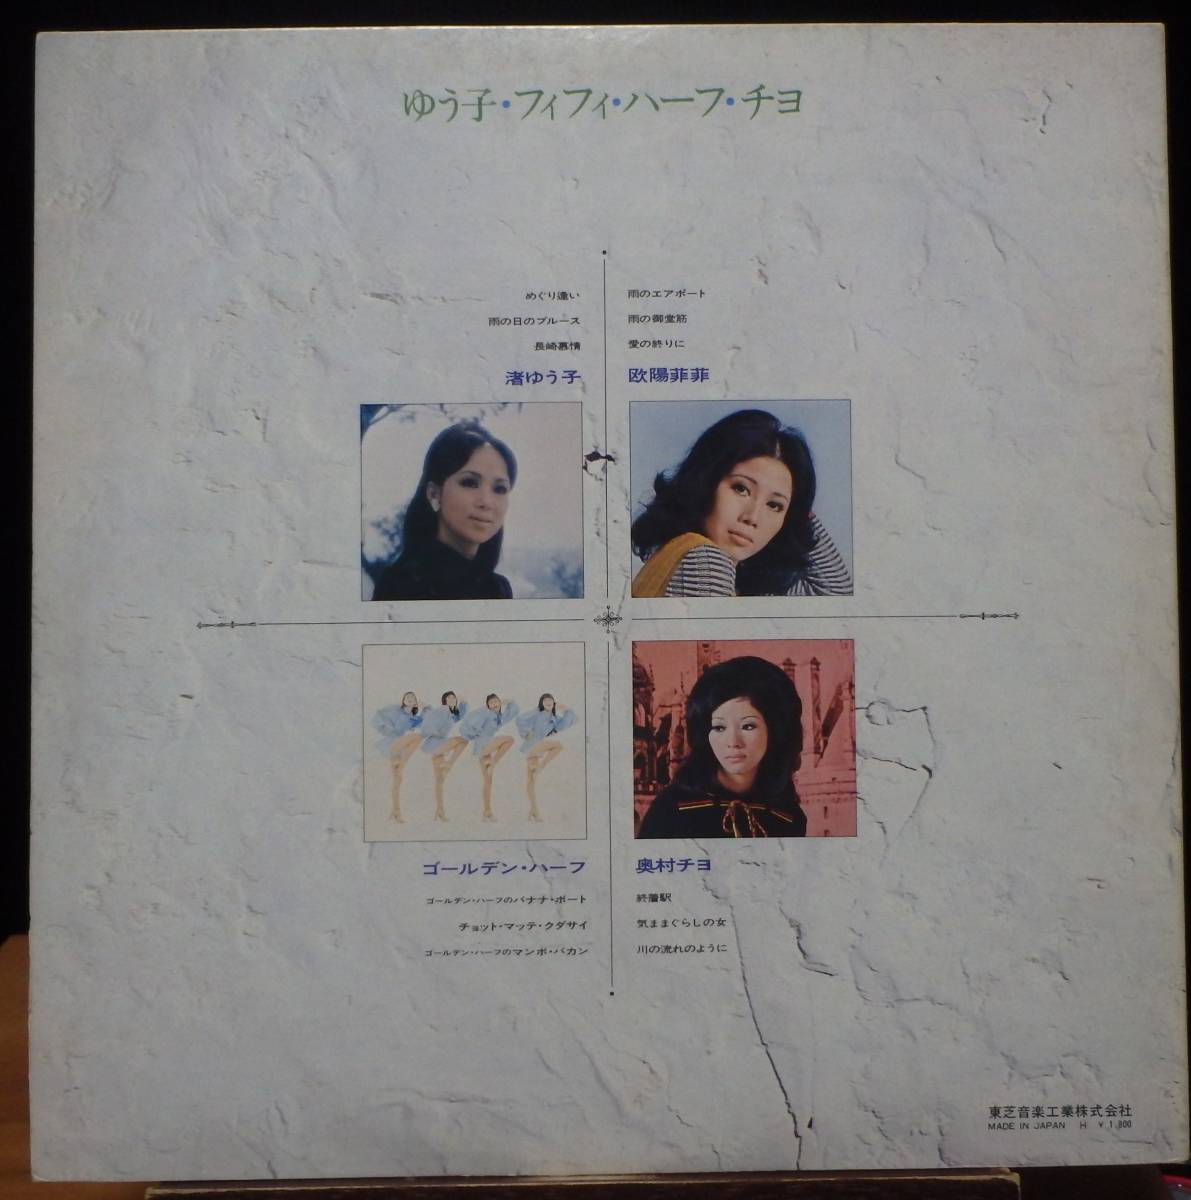 ゆう子・フィフィ・ハーフ・チヨ
めぐり逢い
雨の日のブルース
長崎慕情
渚ゆう子
雨のエアポート
雨の御堂筋
愛の終りに
欧陽菲菲
ゴールデン・ハーフ
ゴールデン・ハーフのバナナ・ボート
チョット・マッテ・クダサイ
ゴールデン・ハーフのマンボ・バカン
奥村チヨ
終着駅
気ままぐらしの女
川の流れのように
東芝音楽工業株式会社
MADE IN JAPAN H ¥1,800